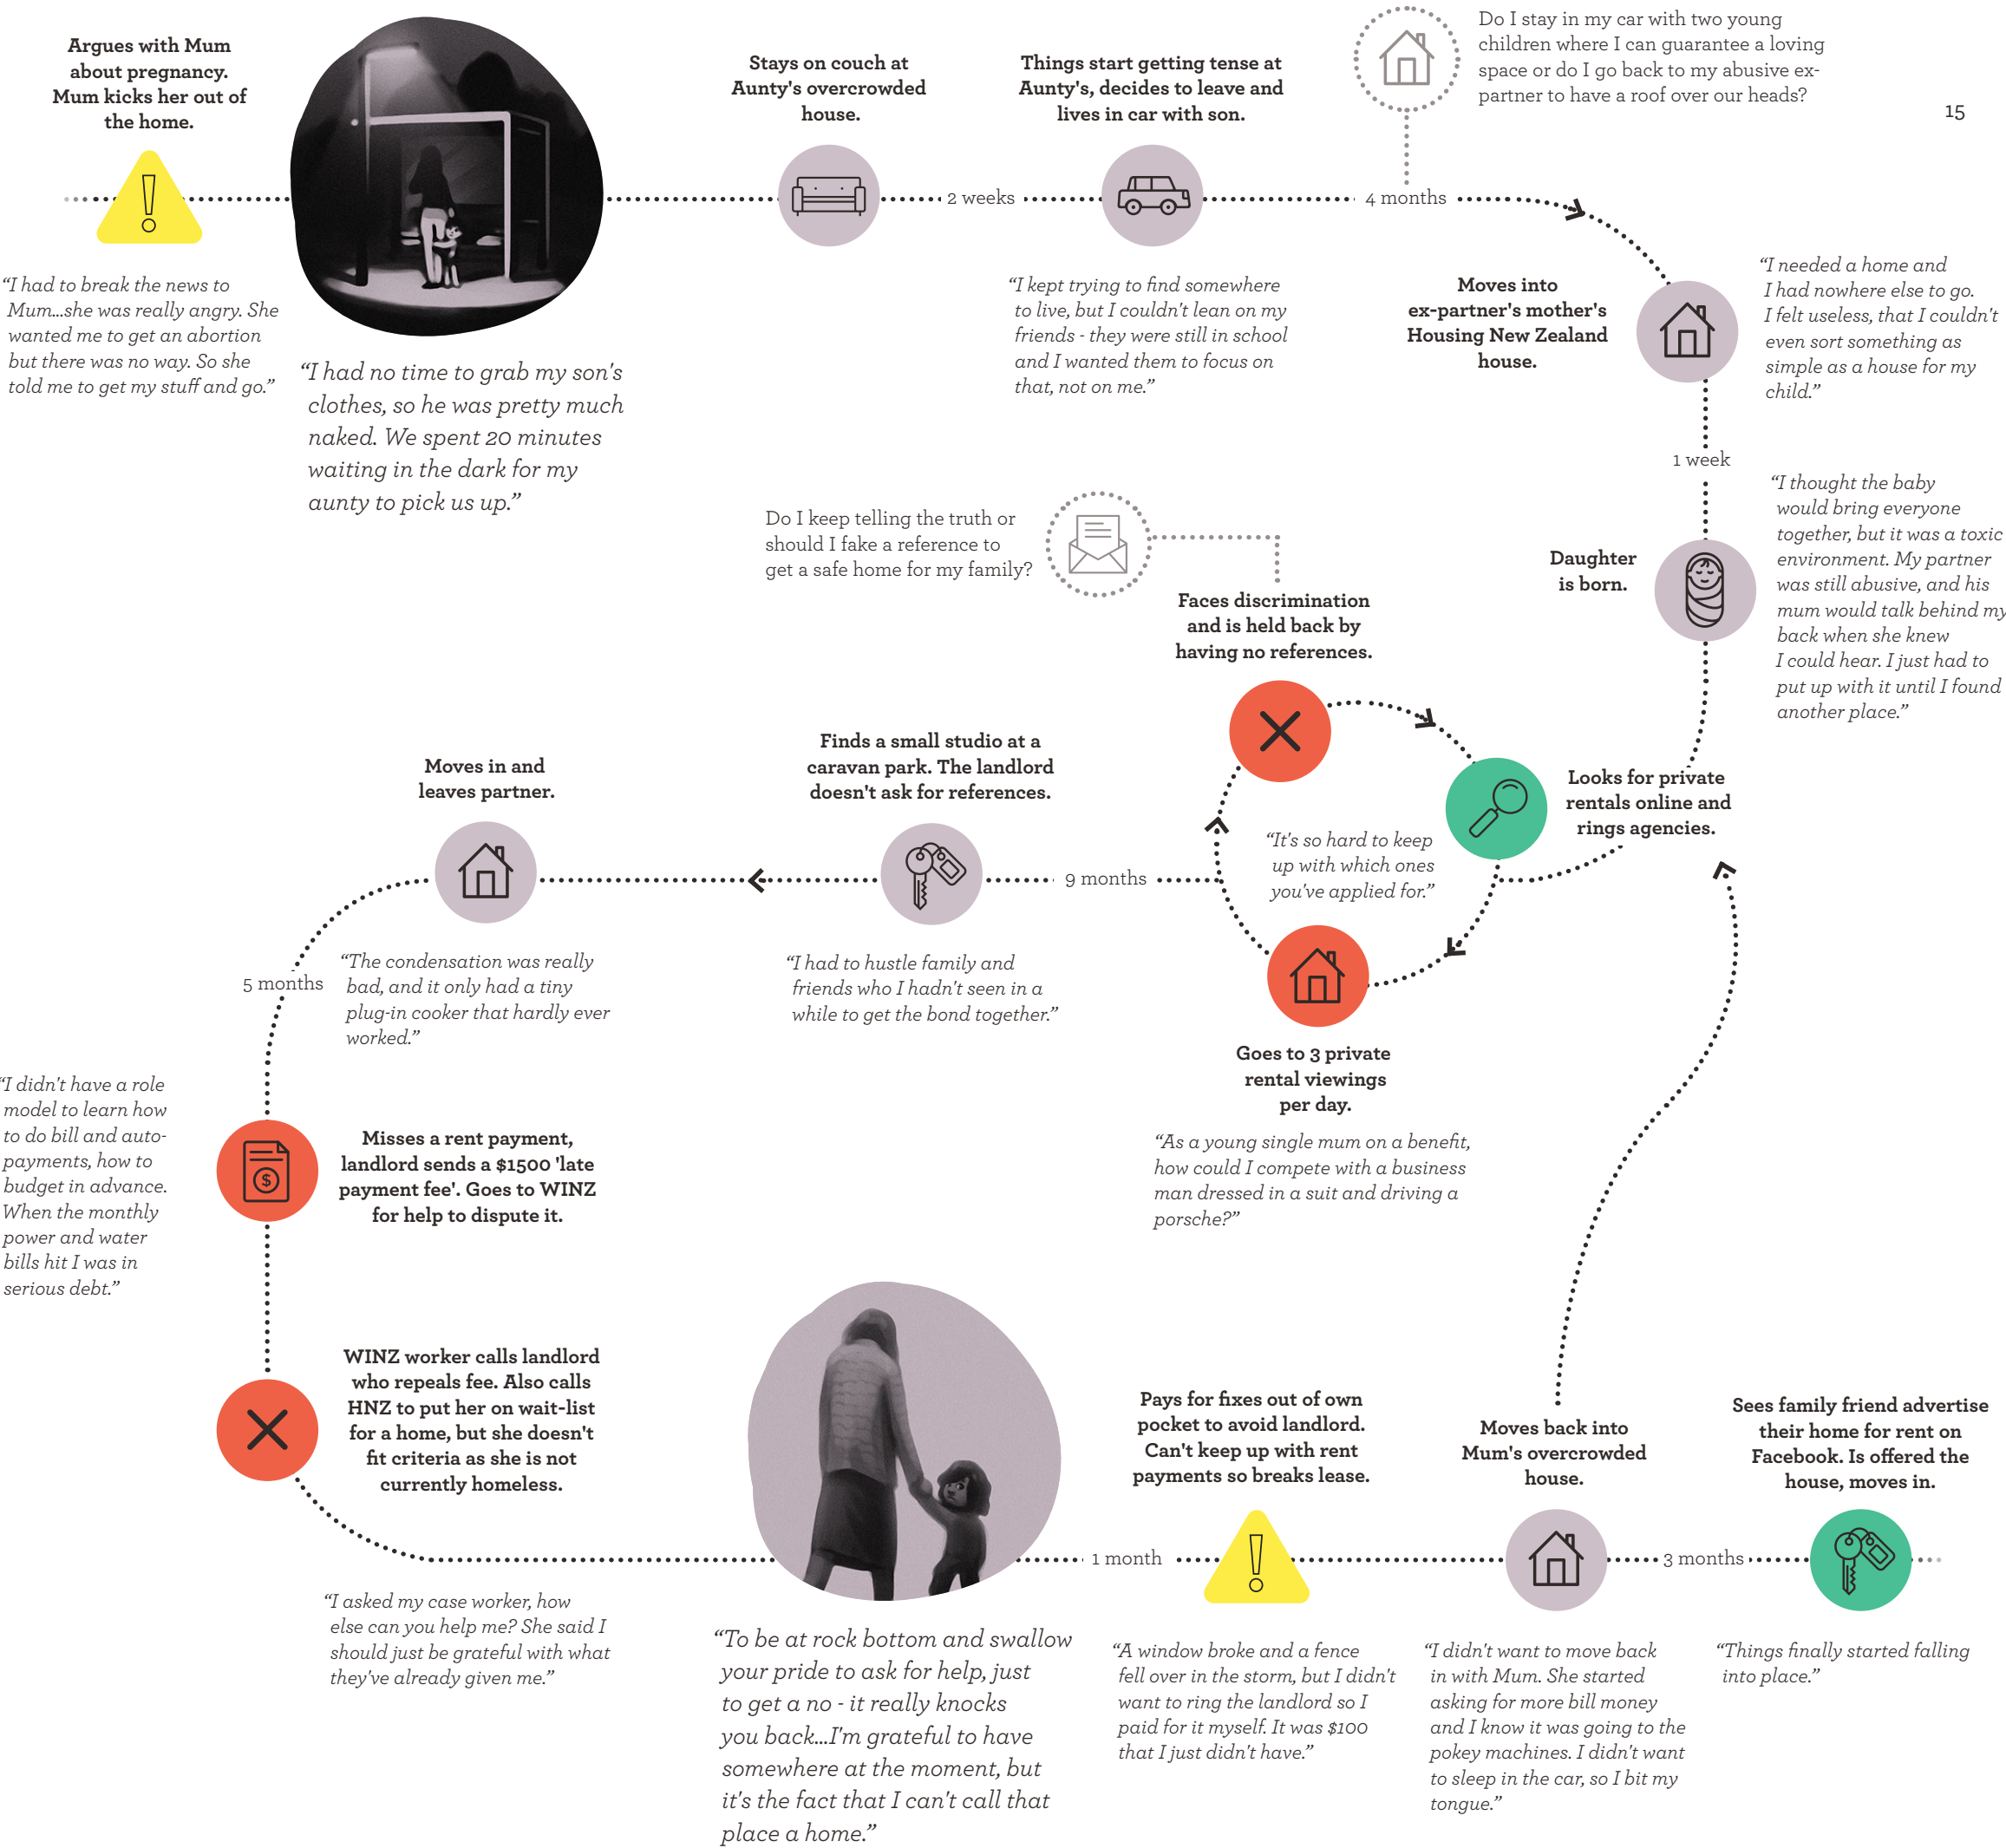 Argues with Mum
about pregnancy.
Mum kicks her out of
the home.
“I had to break the news to
Mum...she was really angry. She
wanted me to get an abortion
but there was no way. So she
told me to get my stuff and go.”
“I had no time to grab my son's
clothes, so he was pretty much
naked. We spent 20 minutes
waiting in the dark for my
aunty to pick us up.”
Stays on couch at
Aunty's overcrowded
house.
2 weeks
Things start getting tense at
Aunty's, decides to leave and
lives in car with son.
“I kept trying to find somewhere
to live, but I couldn't lean on my
friends - they were still in school
and I wanted them to focus on
that, not on me.”
Do I stay in my car with two young
children where I can guarantee a loving
space or do I go back to my abusive ex-
partner to have a roof over our heads?
15
4 months
Moves into
ex-partner's mother's
Housing New Zealand
house.
“I needed a home and
I had nowhere else to go.
I felt useless, that I couldn't
even sort something as
simple as a house for my
child.”
1 week
Daughter
is born.
“I thought the baby
would bring everyone
together, but it was a toxic
environment. My partner
was still abusive, and his
mum would talk behind my
back when she knew
I could hear. I just had to
put up with it until I found
another place.”
Looks for private
rentals online and
rings agencies.
Do I keep telling the truth or
should I fake a reference to
get a safe home for my family?
Faces discrimination
and is held back by
having no references.
“It's so hard to keep
up with which ones
you've applied for.”
Goes to 3 private
rental viewings
per day.
“As a young single mum on a benefit,
how could I compete with a business
man dressed in a suit and driving a
porsche?”
9 months
Finds a small studio at a
caravan park. The landlord
doesn't ask for references.
“I had to hustle family and
friends who I hadn't seen in a
while to get the bond together.”
Moves in and
leaves partner.
“The condensation was really
bad, and it only had a tiny
plug-in cooker that hardly ever
worked.”
5 months
“I didn't have a role
model to learn how
to do bill and auto-
payments, how to
budget in advance.
When the monthly
power and water
bills hit I was in
serious debt.”
$
Misses a rent payment,
landlord sends a $1500 'late
payment fee'. Goes to WINZ
for help to dispute it.
WINZ worker calls landlord
who repeals fee. Also calls
HNZ to put her on wait-list
for a home, but she doesn't
fit criteria as she is not
currently homeless.
“I asked my case worker, how
else can you help me? She said I
should just be grateful with what
they've already given me.”
“To be at rock bottom and swallow
your pride to ask for help, just
to get a no - it really knocks
you back...I'm grateful to have
somewhere at the moment, but
it's the fact that I can't call that
place a home.”
1 month
Pays for fixes out of own
pocket to avoid landlord.
Can't keep up with rent
payments so breaks lease.
“A window broke and a fence
fell over in the storm, but I didn't
want to ring the landlord so I
paid for it myself. It was $100
that I just didn't have.”
Moves back into
Mum's overcrowded
house.
“I didn't want to move back
in with Mum. She started
asking for more bill money
and I know it was going to the
pokey machines. I didn't want
to sleep in the car, so I bit my
tongue.”
3 months
Sees family friend advertise
their home for rent on
Facebook. Is offered the
house, moves in.
“Things finally started falling
into place.”